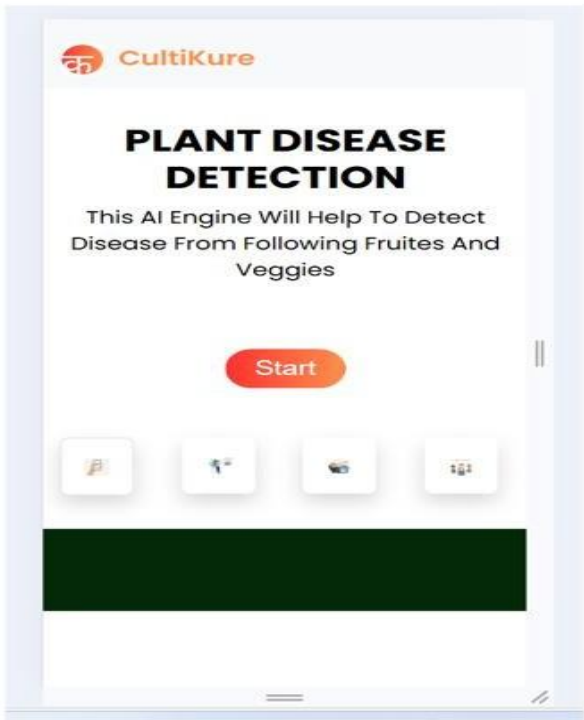 क CultiKure
PLANT DISEASE
DETECTION
This AI Engine Will Help To Detect
Disease From Following Fruites And
Veggies
Start